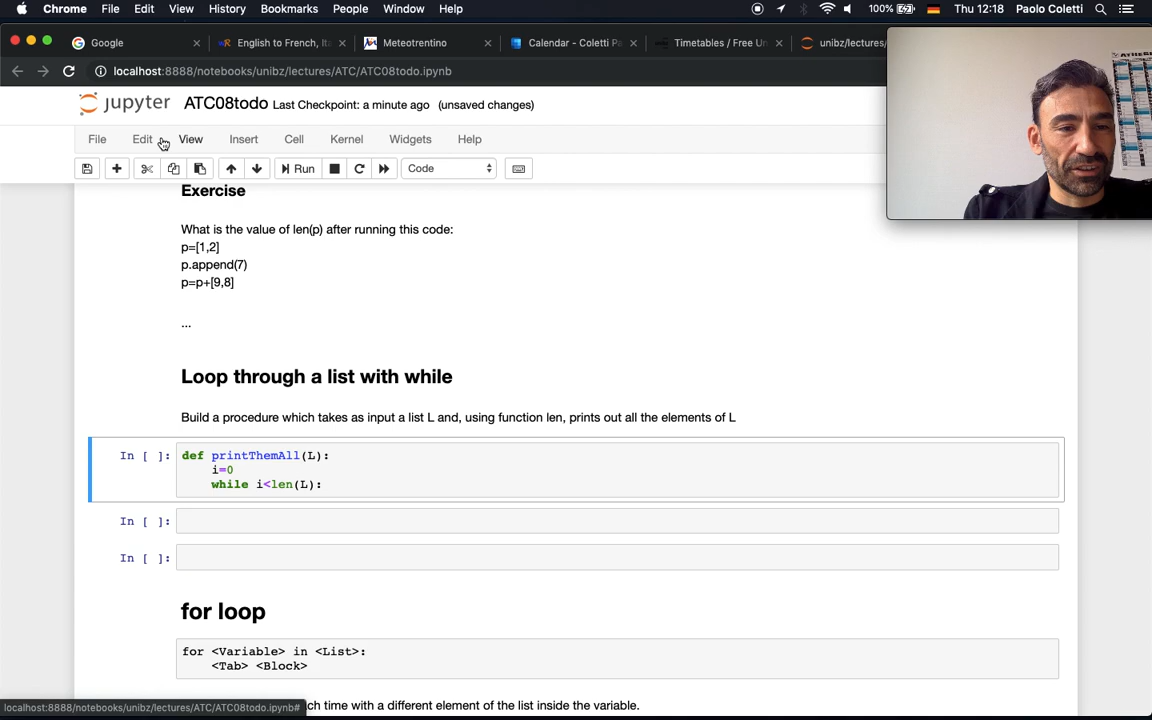 Chrome File Edit View History Bookmarks People Window Help 100% Thu 12:18 Paolo Coletti
Google English to French, Ita Meteotrentino Calendar - Coletti Pa Timetables / Free Un unibz/lectures/
localhost:8888/notebooks/unibz/lectures/ATC/ATC08todo.ipynb
jupyter ATC08todo Last Checkpoint: a minute ago (unsaved changes)
File Edit View Insert Cell Kernel Widgets Help
Run Code
Exercise
What is the value of len(p) after running this code:
p=[1,2]
p.append(7)
p=p+[9,8]
...
Loop through a list with while
Build a procedure which takes as input a list L and, using function len, prints out all the elements of L
In [ ]: def printThemAll(L):
i=0
while i<len(L):
In [ ]:
In [ ]:
for loop
for <Variable> in <List>:
<Tab> <Block>
ch time with a different element of the list inside the variable.
localhost:8888/notebooks/unibz/lectures/ATC/ATC08todo.ipynb#